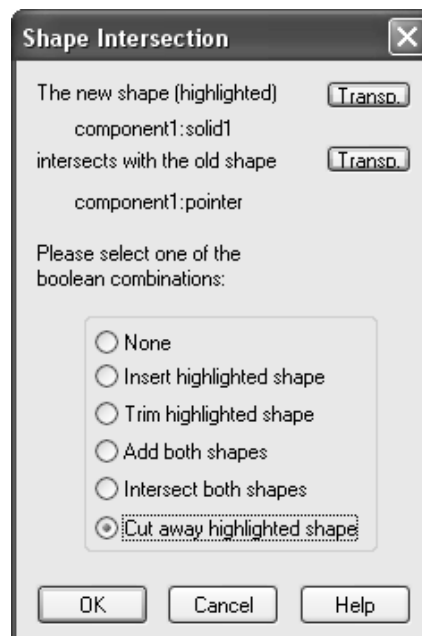 Shape Intersection
The new shape (highlighted) Transp.
component1:solid1
intersects with the old shape Transp.
component1:pointer
Please select one of the
boolean combinations:
None
Insert highlighted shape
Trim highlighted shape
Add both shapes
Intersect both shapes
Cut away highlighted shape
OK Cancel Help